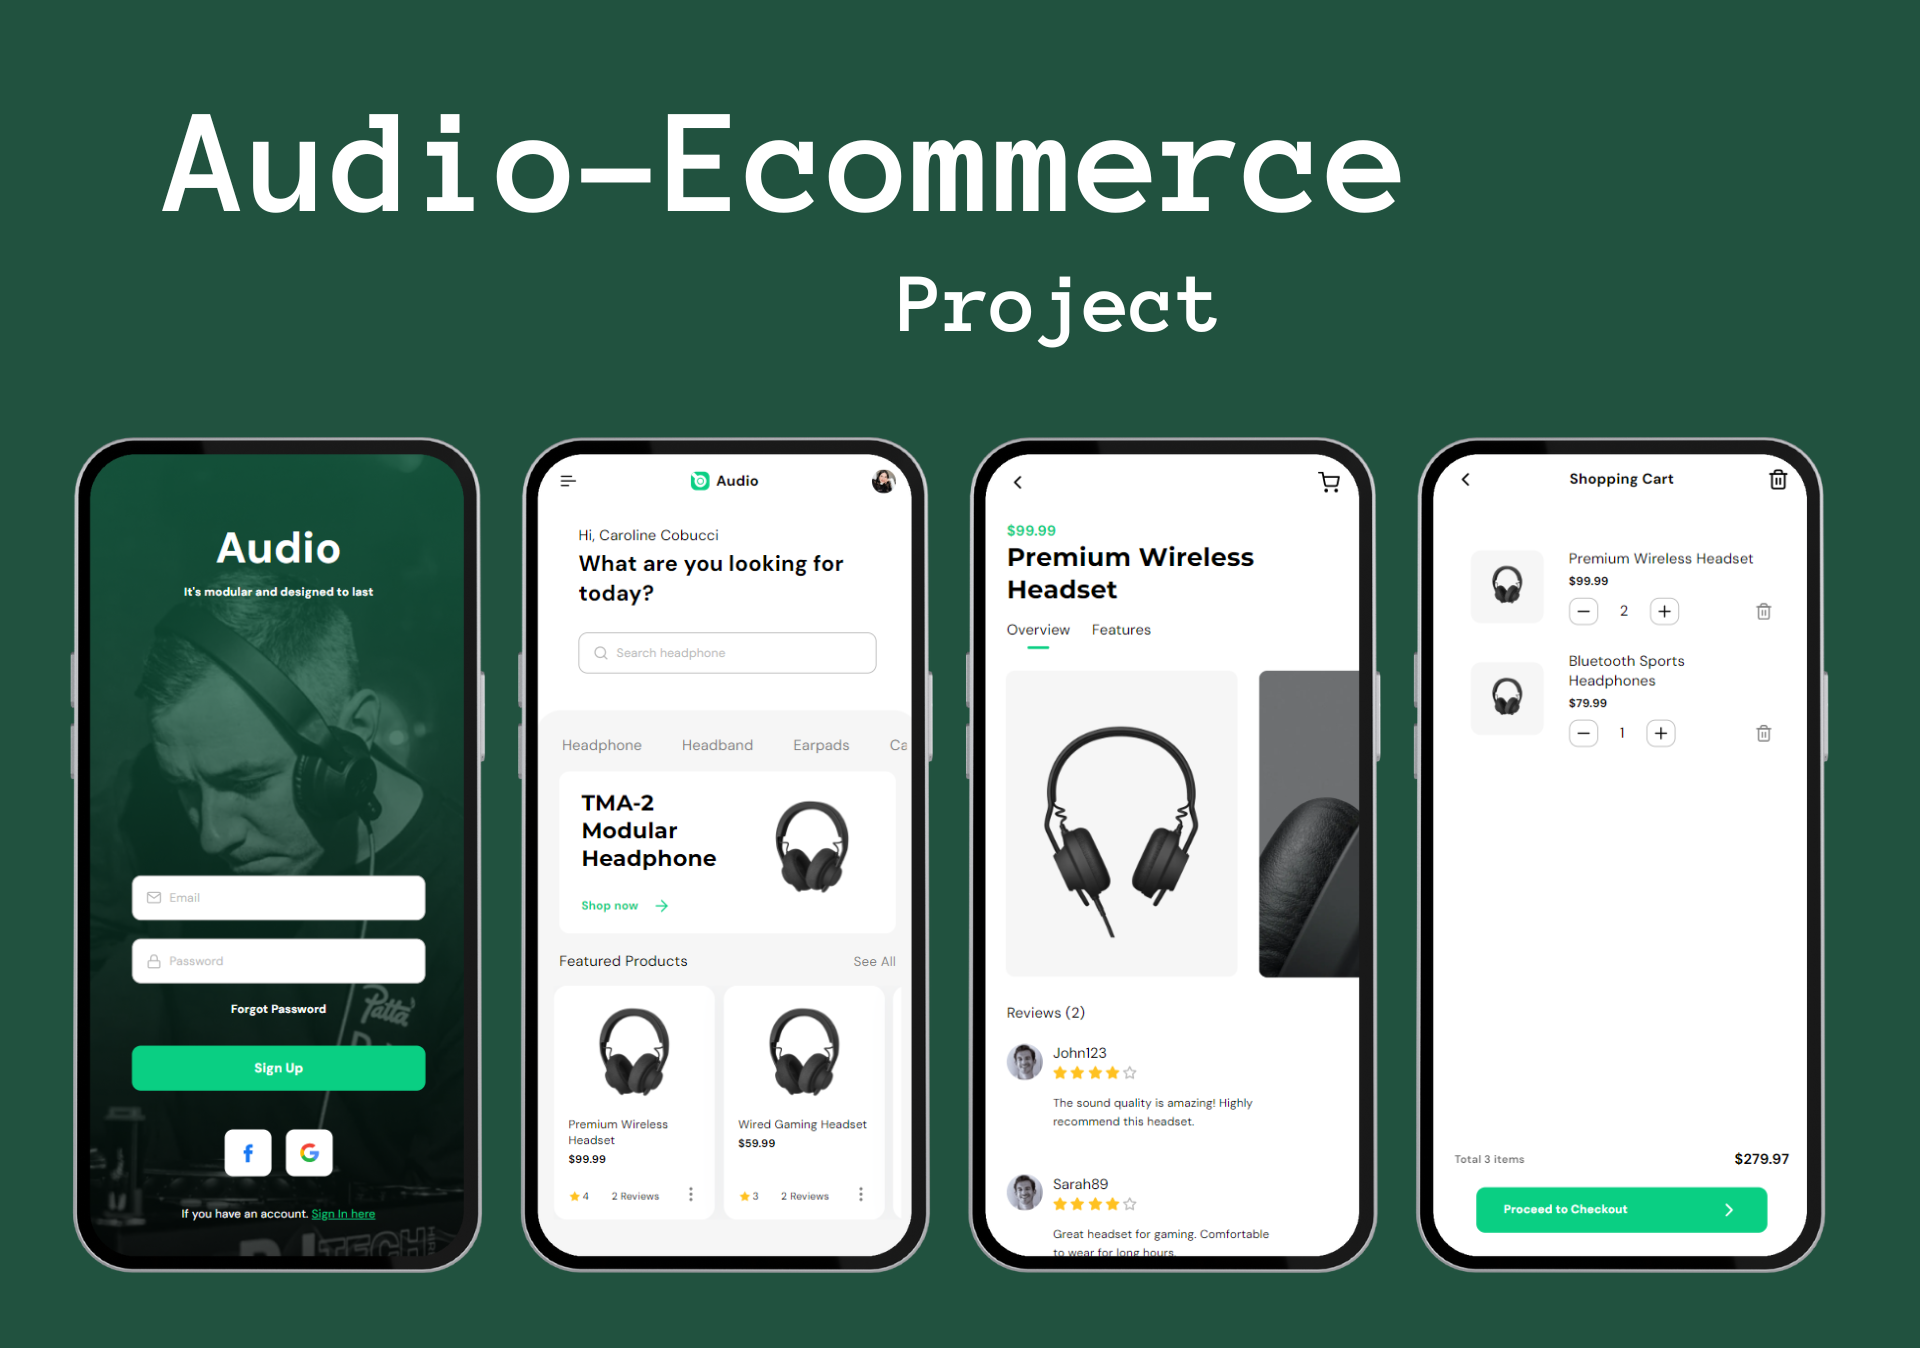 Audio-Ecommerce
Project
Audio
It's modular and designed to last
Email
Password
Forgot Password
Patta
Sign Up
If you have an account. Sign In here
DJ TECH
Audio
Hi, Caroline Cobucci
What are you looking for
today?
Search headphone
Headphone Headband Earpads Ca
TMA-2
Modular
Headphone
Shop now
Featured Products See All
Premium Wireless
Headset
$99.99
4 2 Reviews
Wired Gaming Headset
$59.99
3 2 Reviews
$99.99
Premium Wireless
Headset
Overview Features
Reviews (2)
John123
The sound quality is amazing! Highly
recommend this headset.
Sarah89
Great headset for gaming. Comfortable
to wear for long hours.
Shopping Cart
Premium Wireless Headset
$99.99
2
Bluetooth Sports
Headphones
$79.99
1
Total 3 items $279.97
Proceed to Checkout